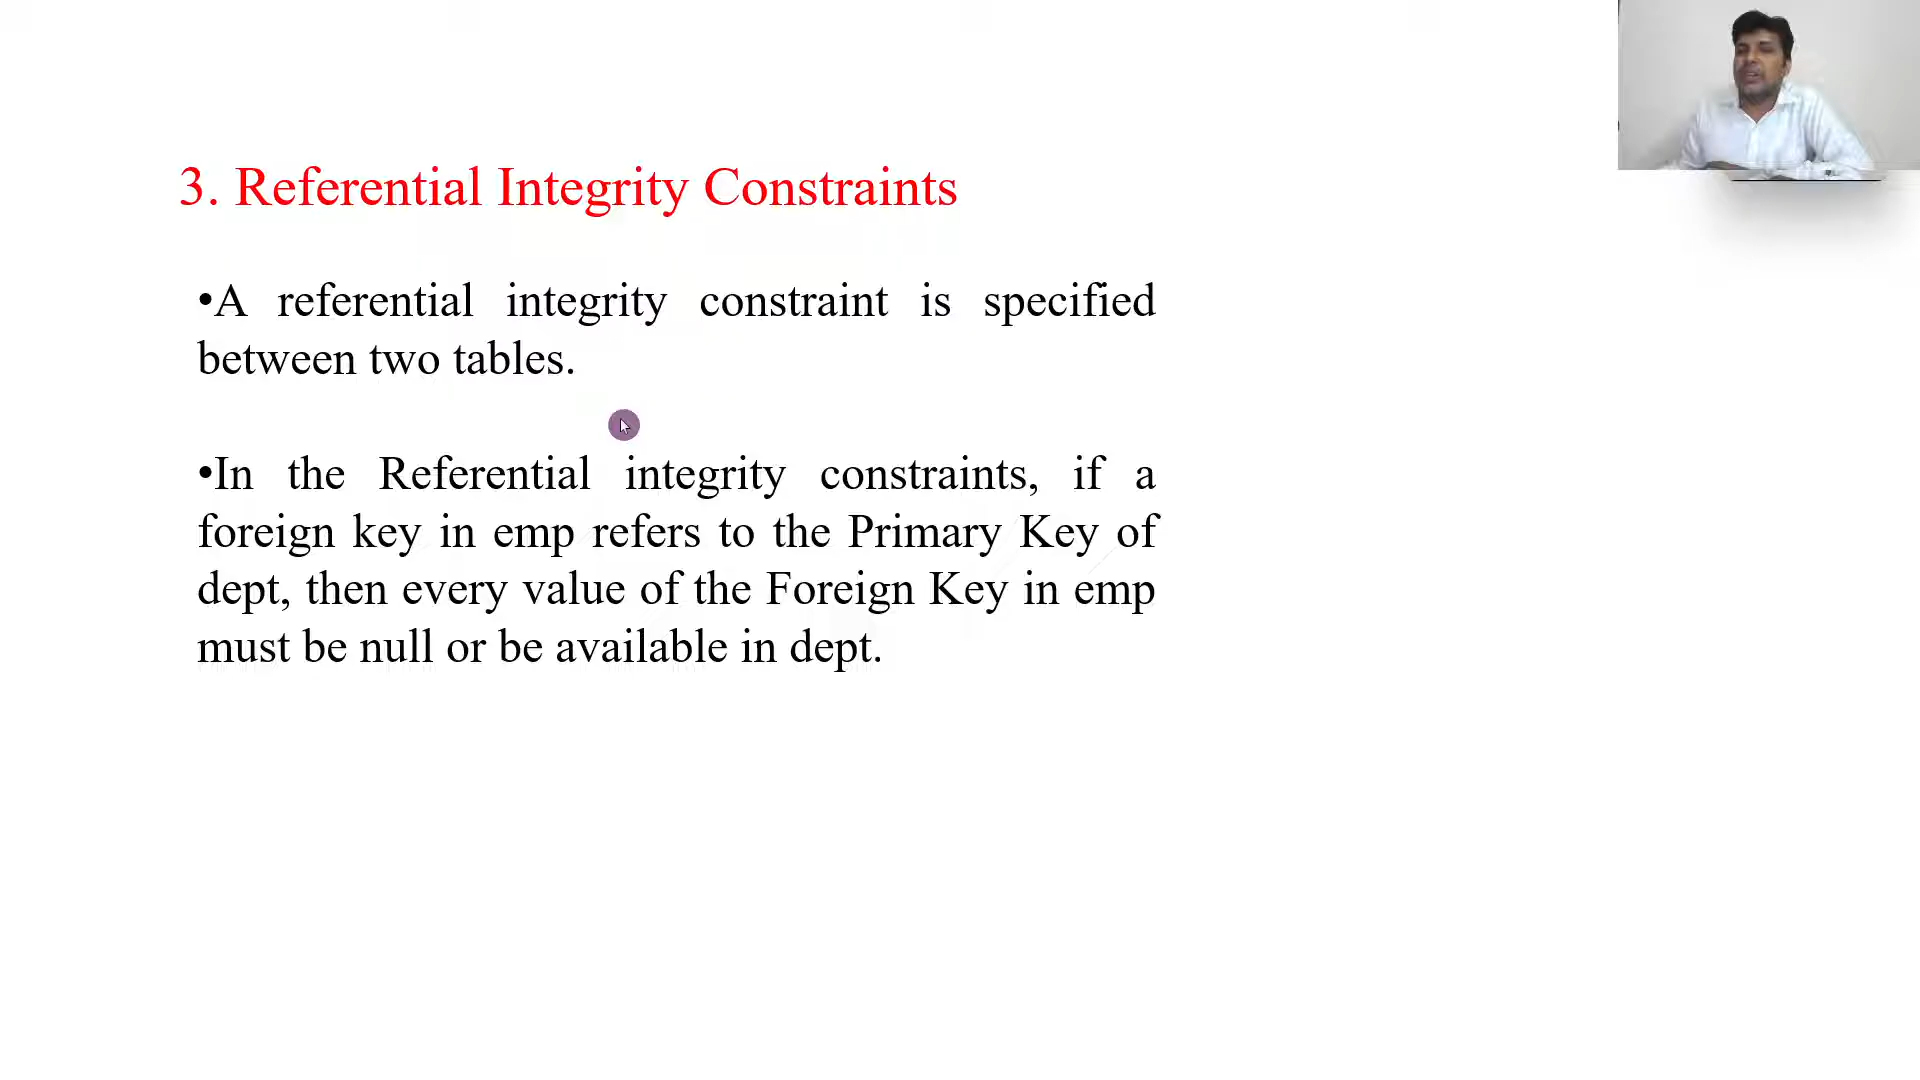 3. Referential Integrity Constraints
•A referential integrity constraint is specified
between two tables.
•In the Referential integrity constraints, if a
foreign key in emp refers to the Primary Key of
dept, then every value of the Foreign Key in emp
must be null or be available in dept.